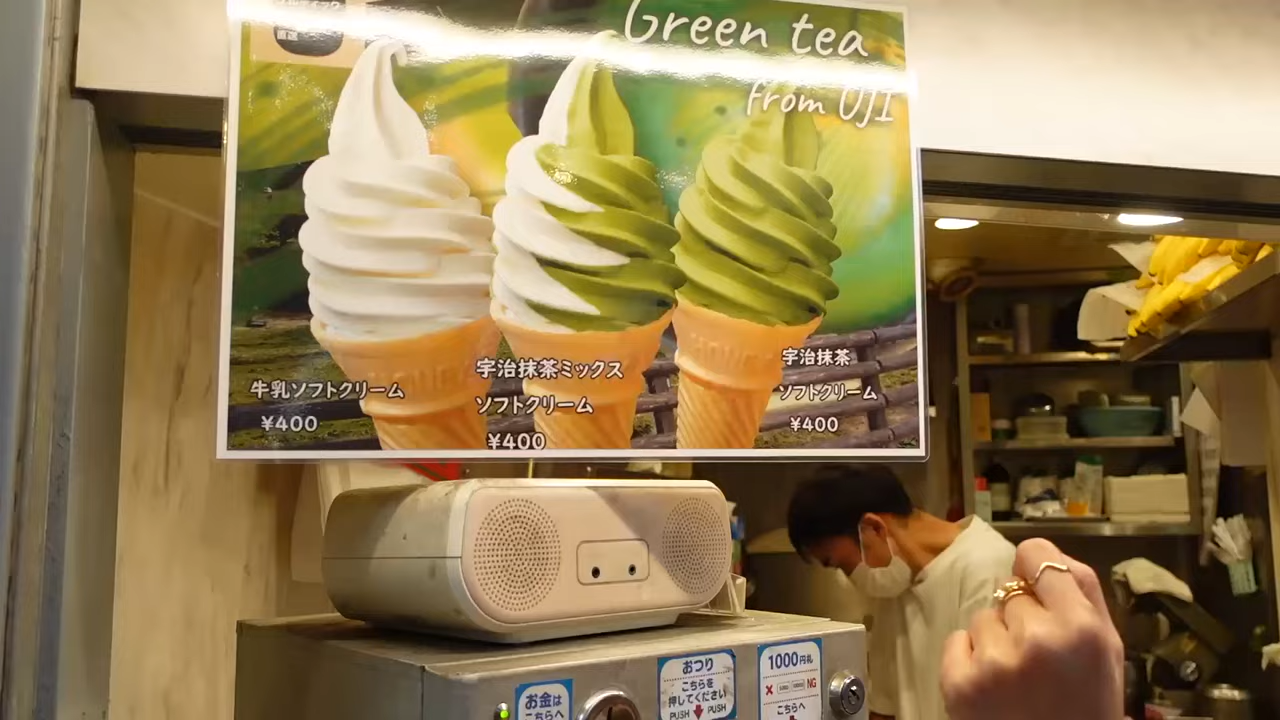 直送
Green tea
from UJI
牛乳ソフトクリーム
¥400
宇治抹茶ミックス
ソフトクリーム
¥400
宇治抹茶
ソフトクリーム
¥400
お金は
こちらへ
おつり
こちらを
押してください
PUSH PUSH
1000円札
NG
こちらへ